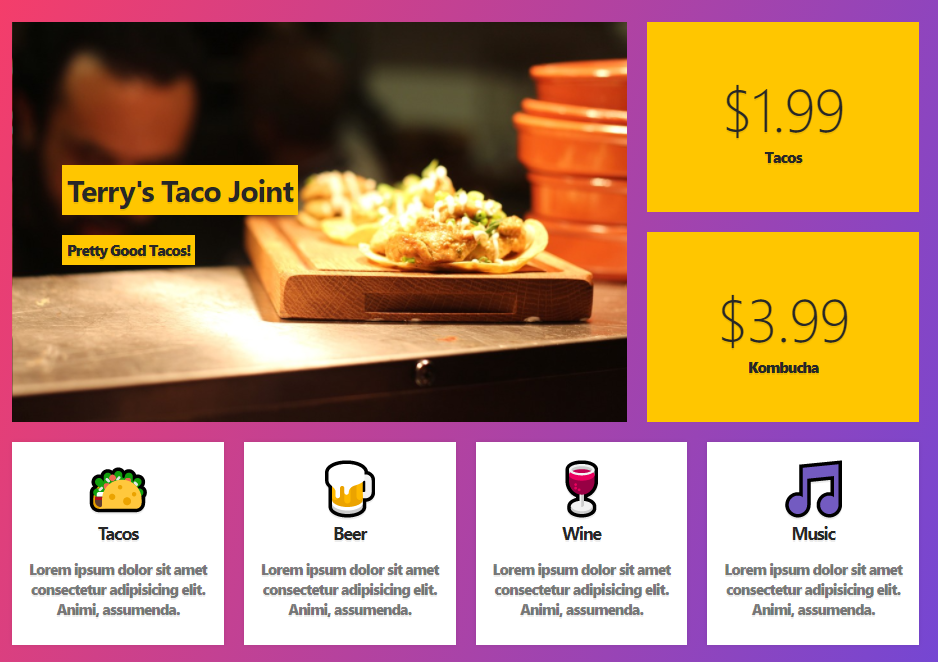 Terry's Taco Joint
Pretty Good Tacos!
$1.99
Tacos
$3.99
Kombucha
Tacos
Lorem ipsum dolor sit amet
consectetur adipisicing elit.
Animi, assumenda.
Beer
Lorem ipsum dolor sit amet
consectetur adipisicing elit.
Animi, assumenda.
Wine
Lorem ipsum dolor sit amet
consectetur adipisicing elit.
Animi, assumenda.
Music
Lorem ipsum dolor sit amet
consectetur adipisicing elit.
Animi, assumenda.